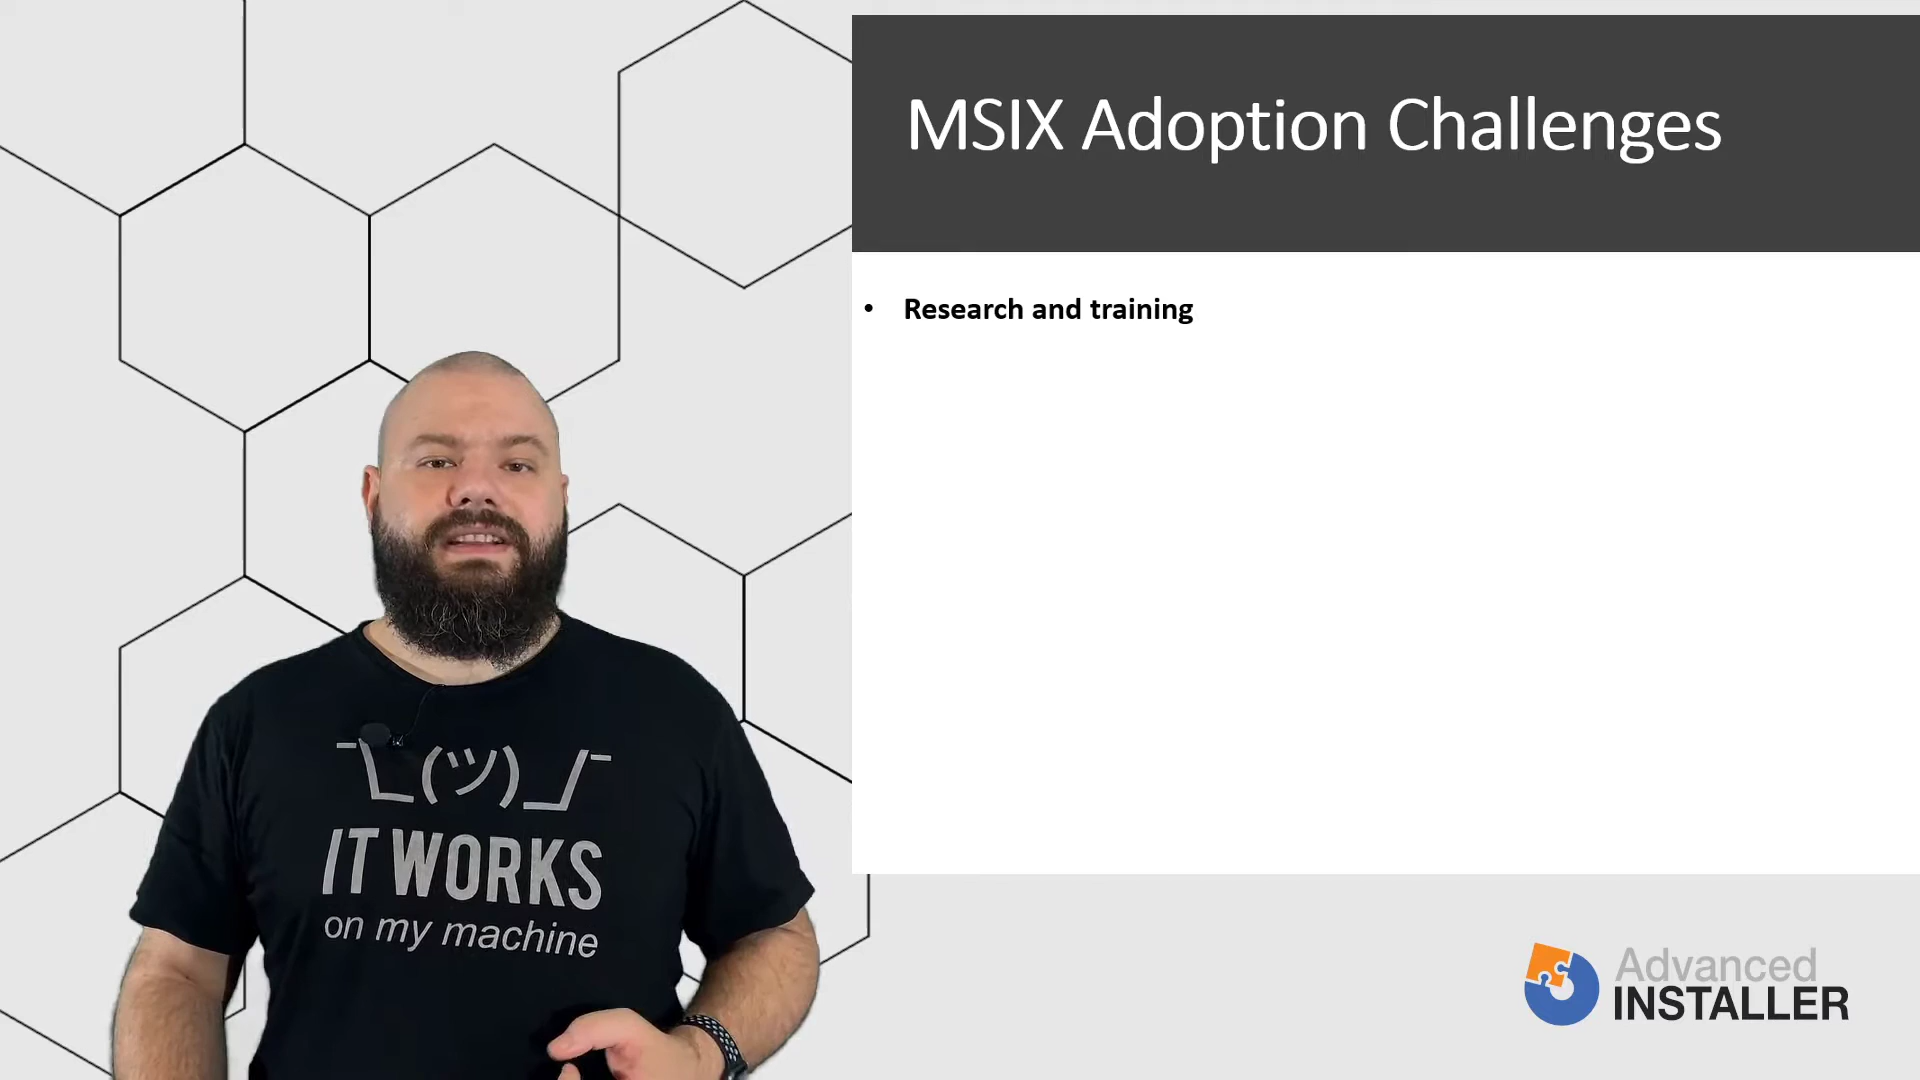 MSIX Adoption Challenges
• Research and training
¯\_(ツ)_/¯
IT WORKS
on my machine
Advanced
INSTALLER